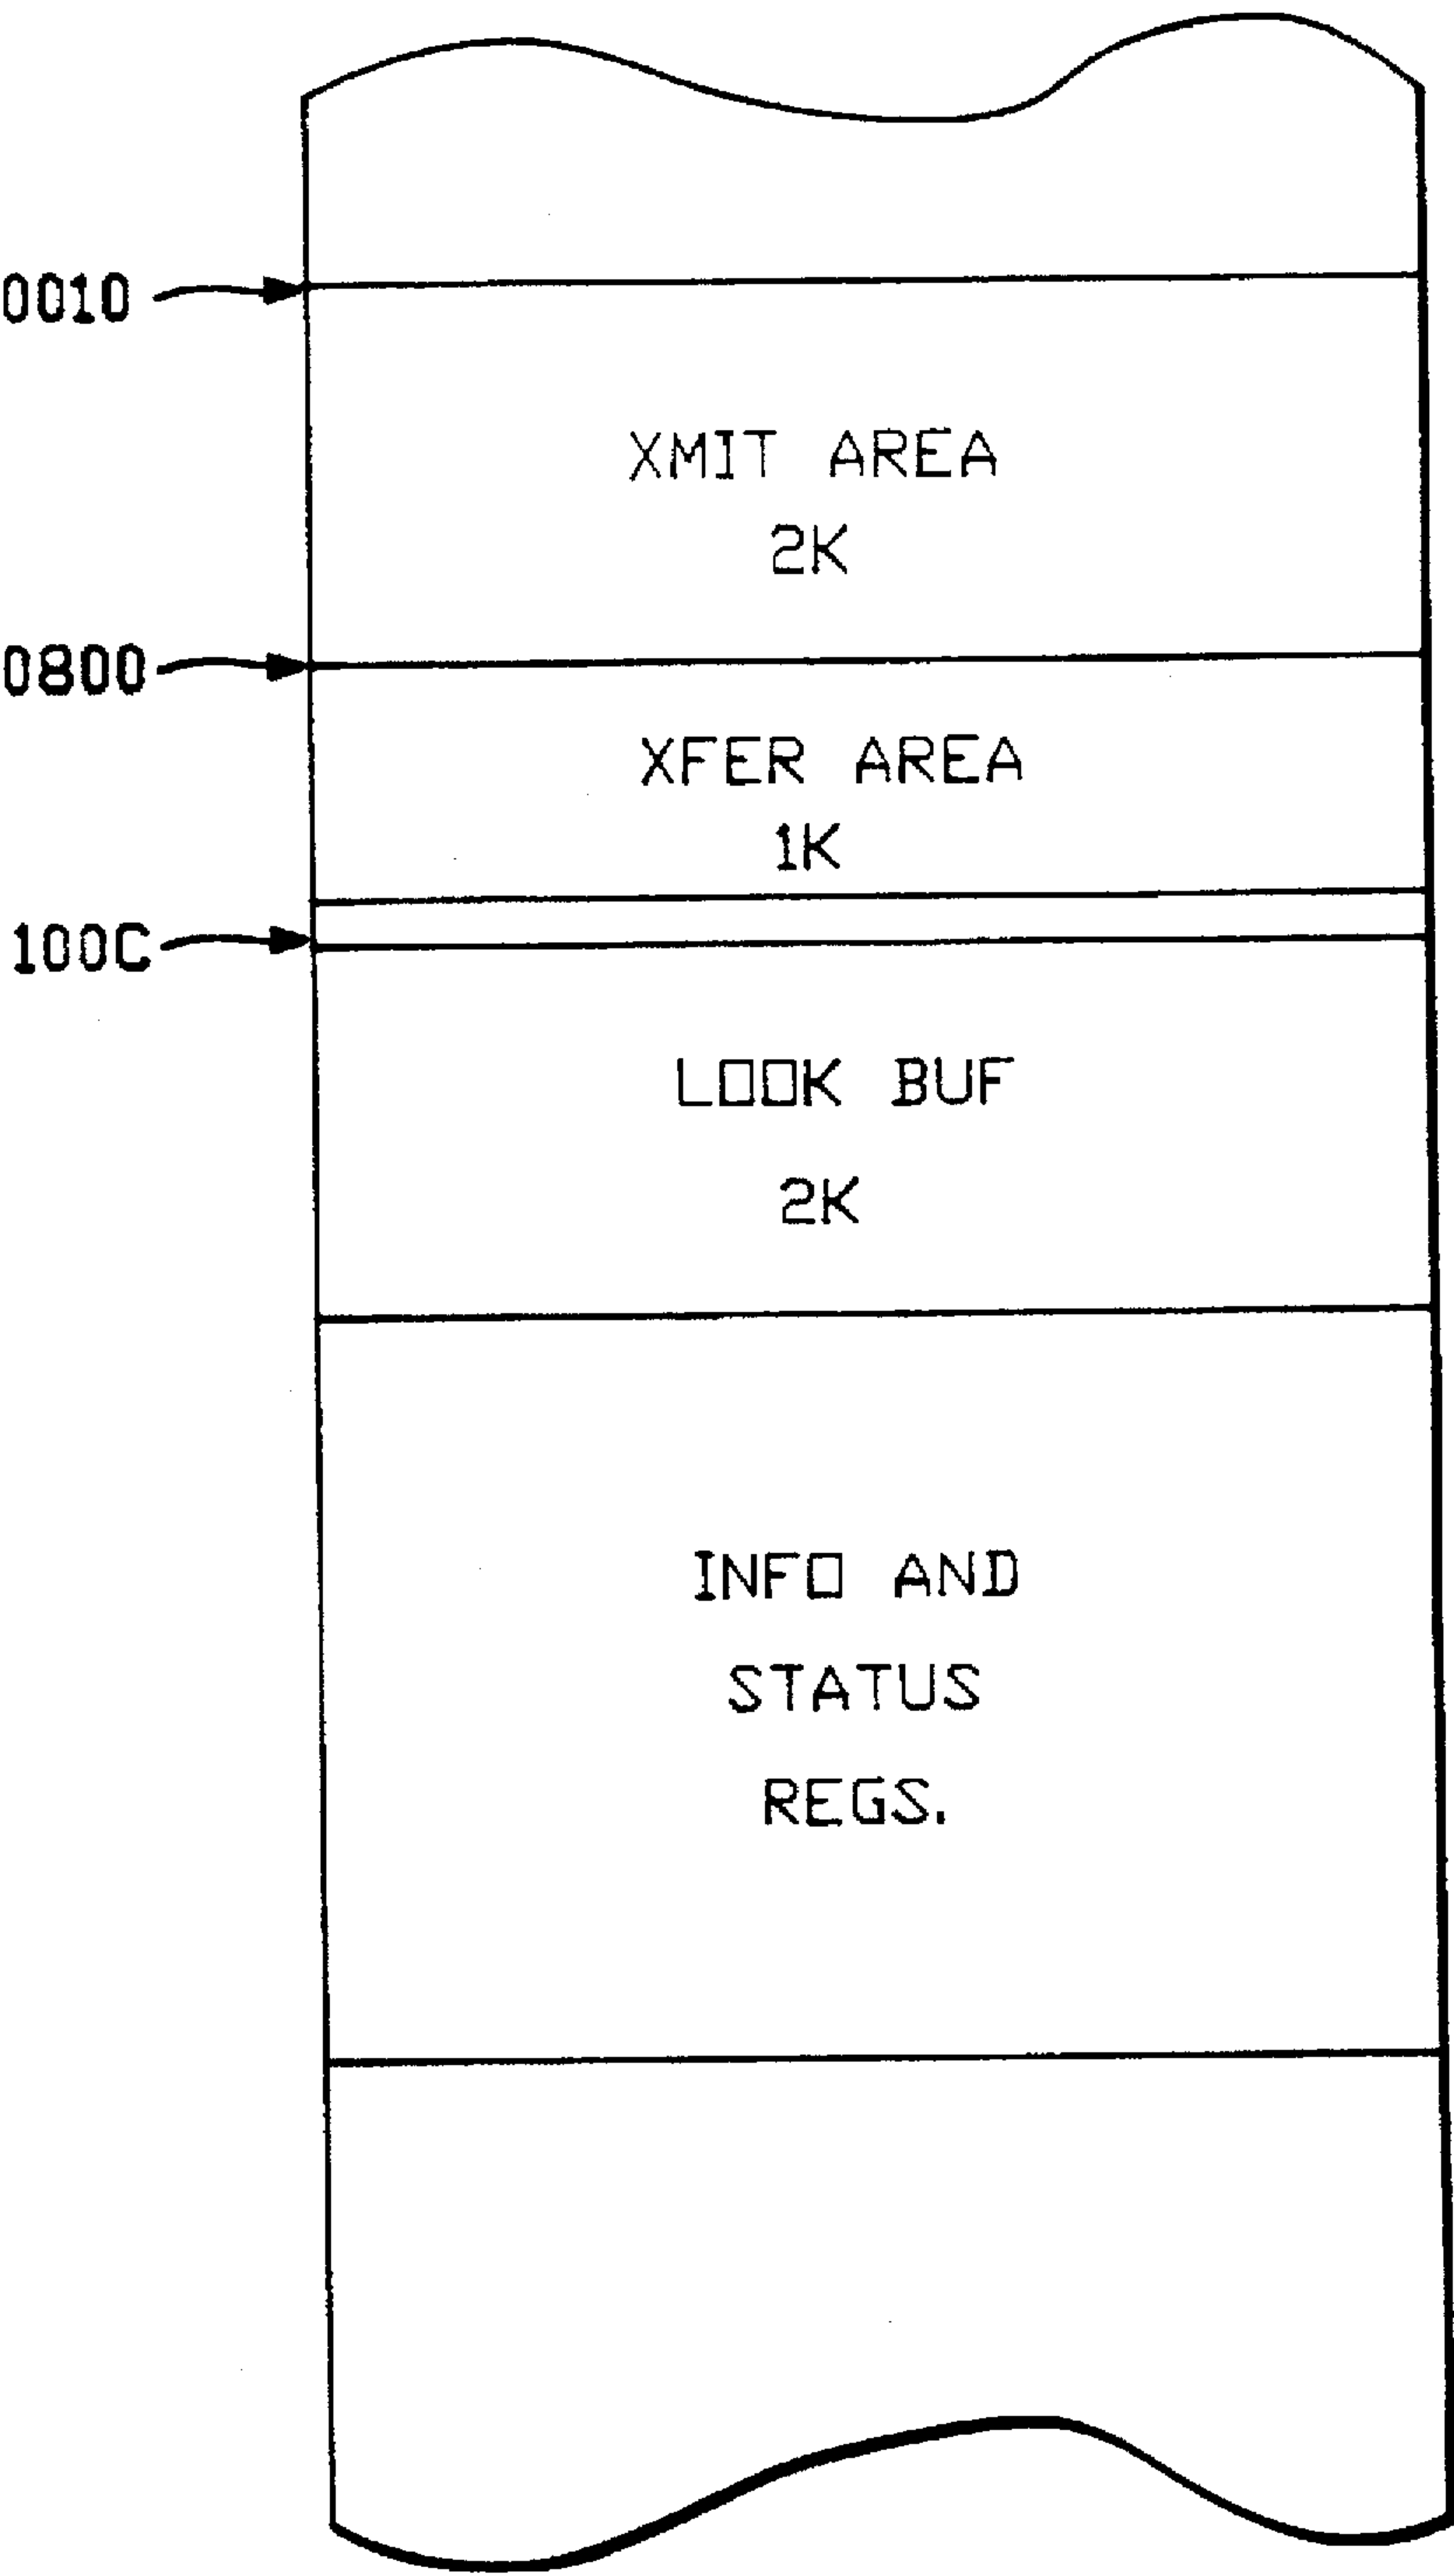 0010
XMIT AREA
2K
0800
XFER AREA
1K
100C
LOOK BUF
2K
INFO AND
STATUS
REGS.